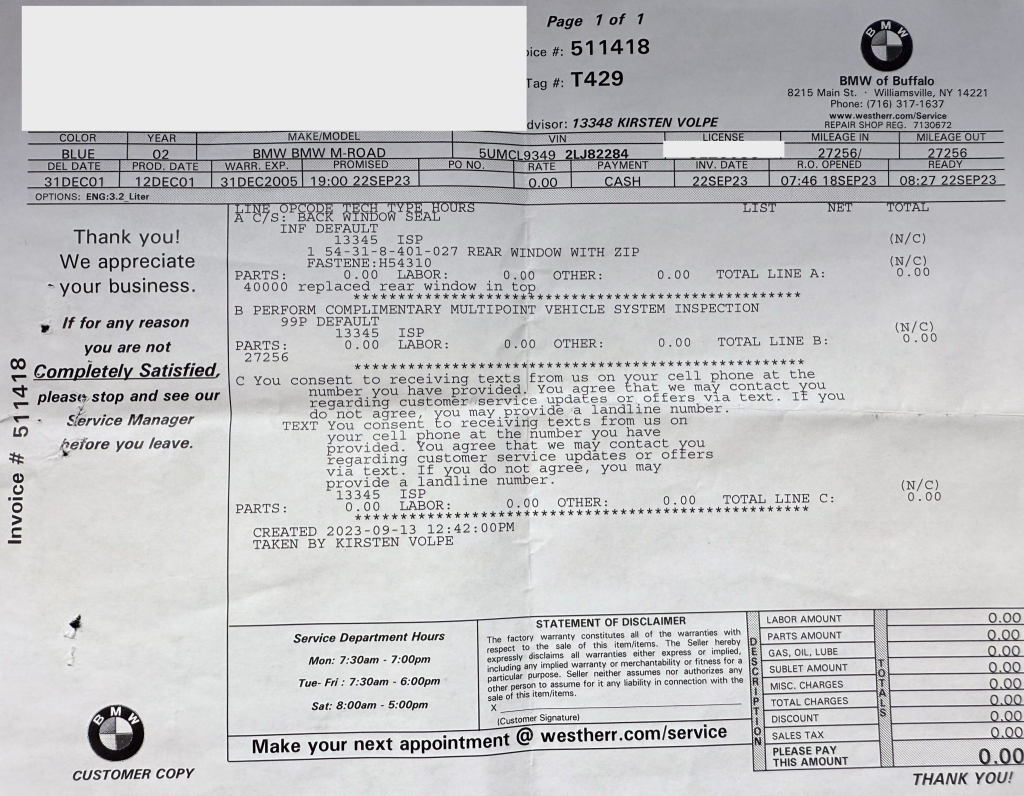 Page 1 of 1
oice #: 511418
Tag #: T429
dvisor: 13348 KIRSTEN VOLPE
BMW
BMW of Buffalo
8215 Main St. · Williamsville, NY 14221
Phone: (716) 317-1637
www.westherr.com/Service
REPAIR SHOP REG. 7130672
COLOR YEAR MAKE/MODEL VIN LICENSE MILEAGE IN MILEAGE OUT
BLUE 02 BMW BMW M-ROAD 5UMCL9349 2LJ82284 27256/ 27256
DEL DATE PROD. DATE WARR. EXP. PROMISED PO NO. RATE PAYMENT INV. DATE R.O. OPENED READY
31DEC01 12DEC01 31DEC2005 19:00 22SEP23 0.00 CASH 22SEP23 07:46 18SEP23 08:27 22SEP23
OPTIONS: ENG:3.2_Liter
LINE OPCODE TECH TYPE HOURS LIST NET TOTAL
A C/S: BACK WINDOW SEAL
INF DEFAULT
13345 ISP (N/C)
1 54-31-8-401-027 REAR WINDOW WITH ZIP
FASTENE:H54310 (N/C)
PARTS: 0.00 LABOR: 0.00 OTHER: 0.00 TOTAL LINE A: 0.00
40000 replaced rear window in top
****************************************************
B PERFORM COMPLIMENTARY MULTIPOINT VEHICLE SYSTEM INSPECTION
99P DEFAULT
13345 ISP (N/C)
PARTS: 0.00 LABOR: 0.00 OTHER: 0.00 TOTAL LINE B: 0.00
27256
****************************************************
C You consent to receiving texts from us on your cell phone at the
number you have provided. You agree that we may contact you
regarding customer service updates or offers via text. If you
do not agree, you may provide a landline number.
TEXT You consent to receiving texts from us on
your cell phone at the number you have
provided. You agree that we may contact you
regarding customer service updates or offers
via text. If you do not agree, you may
provide a landline number.
13345 ISP (N/C)
PARTS: 0.00 LABOR: 0.00 OTHER: 0.00 TOTAL LINE C: 0.00
****************************************************
CREATED 2023-09-13 12:42:00PM
TAKEN BY KIRSTEN VOLPE
Thank you!
We appreciate
your business.
If for any reason
you are not
Completely Satisfied,
please stop and see our
Service Manager
before you leave.
Invoice # 511418
BMW
CUSTOMER COPY
Service Department Hours
Mon: 7:30am - 7:00pm
Tue- Fri : 7:30am - 6:00pm
Sat: 8:00am - 5:00pm
STATEMENT OF DISCLAIMER
The factory warranty constitutes all of the warranties with
respect to the sale of this item/items. The Seller hereby
expressly disclaims all warranties either express or implied,
including any implied warranty or merchantability or fitness for a
particular purpose. Seller neither assumes nor authorizes any
other person to assume for it any liability in connection with the
sale of this item/items.
X
(Customer Signature)
Make your next appointment @ westherr.com/service
DESCRIPTION
TOTALS
LABOR AMOUNT 0.00
PARTS AMOUNT 0.00
GAS, OIL, LUBE 0.00
SUBLET AMOUNT 0.00
MISC. CHARGES 0.00
TOTAL CHARGES 0.00
DISCOUNT 0.00
SALES TAX 0.00
PLEASE PAY
THIS AMOUNT 0.00
THANK YOU!